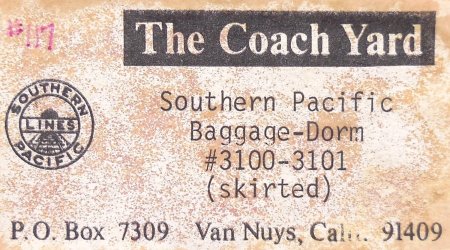 #117
The Coach Yard
Southern Pacific
Baggage-Dorm
#3100-3101
(skirted)
SOUTHERN
LINES
PACIFIC
P.O. Box 7309 Van Nuys, Cal. 91409